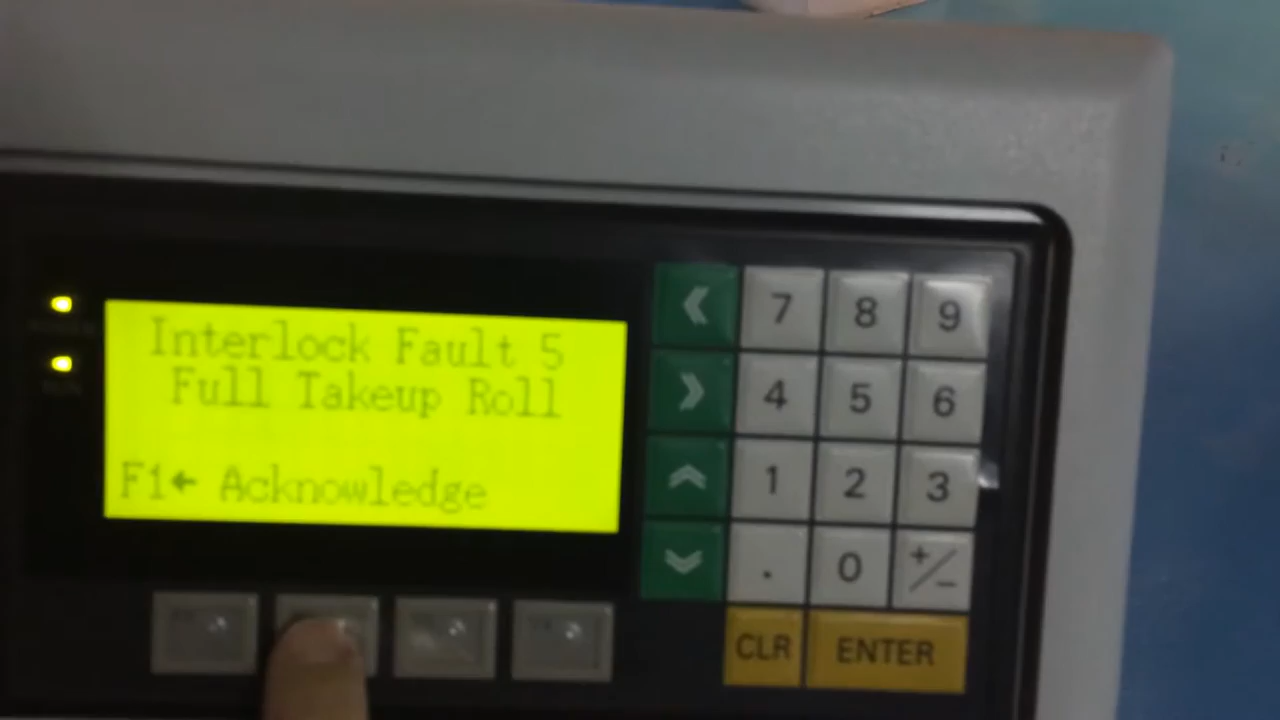 Interlock Fault 5
Full Takeup Roll
F1← Acknowledge
7 8 9
4 5 6
1 2 3
. 0 +/-
CLR ENTER